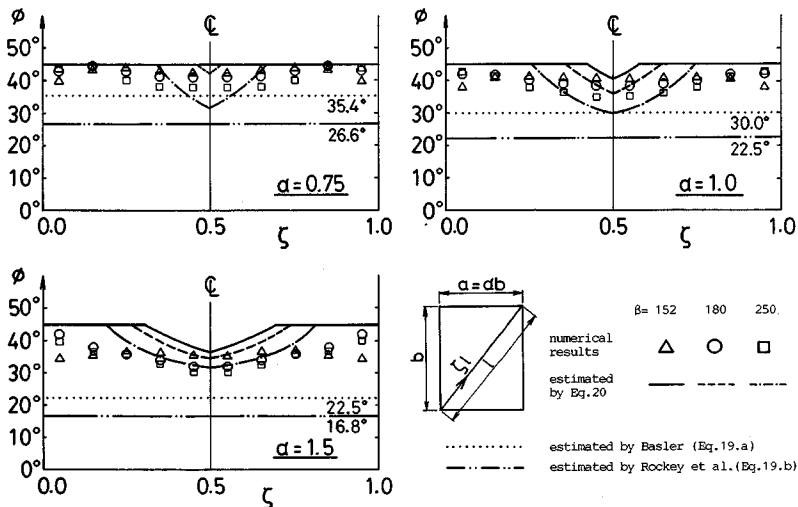 ø
℄
50°
40°
30°
20°
10°
0°
35.4°
26.6°
α = 0.75
0
0.5
1.0
ζ
ø
℄
50°
40°
30°
20°
10°
0°
30.0°
22.5°
α = 1.0
0
0.5
1.0
ζ
ø
℄
50°
40°
30°
20°
10°
0°
22.5°
16.8°
α = 1.5
0
0.5
1.0
ζ
a = αb
b
ζl
l
β= 152 180 250
numerical
results
estimated
by Eq.20
estimated by Basler (Eq.19.a)
estimated by Rockey et al.(Eq.19.b)